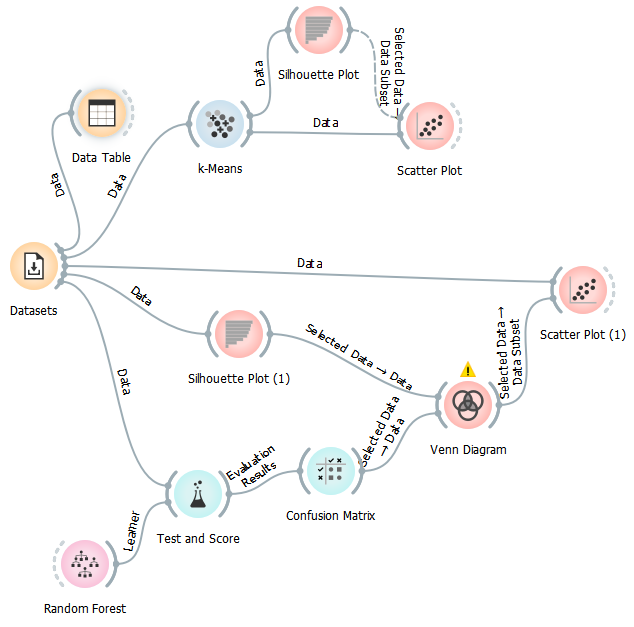 Silhouette Plot
Data
Selected Data →
Data Subset
Data Table
k-Means
Data
Scatter Plot
Data
Data
Datasets
Data
Scatter Plot (1)
Data
Silhouette Plot (1)
Selected Data → Data
Selected Data →
Data Subset
Data
Venn Diagram
Selected Data
→ Data
Evaluation
Results
Confusion Matrix
Test and Score
Learner
Random Forest